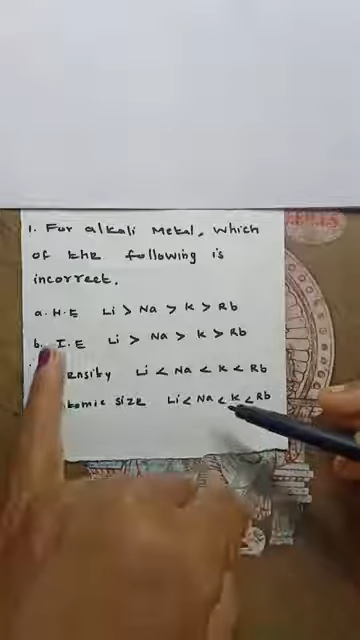 1. For alkali Metal, which
of the following is
incorrect.
a. H.E Li > Na > K > Rb
b. I.E Li > Na > K > Rb
ensity Li < Na < K < Rb
tomic size Li < Na < K < Rb